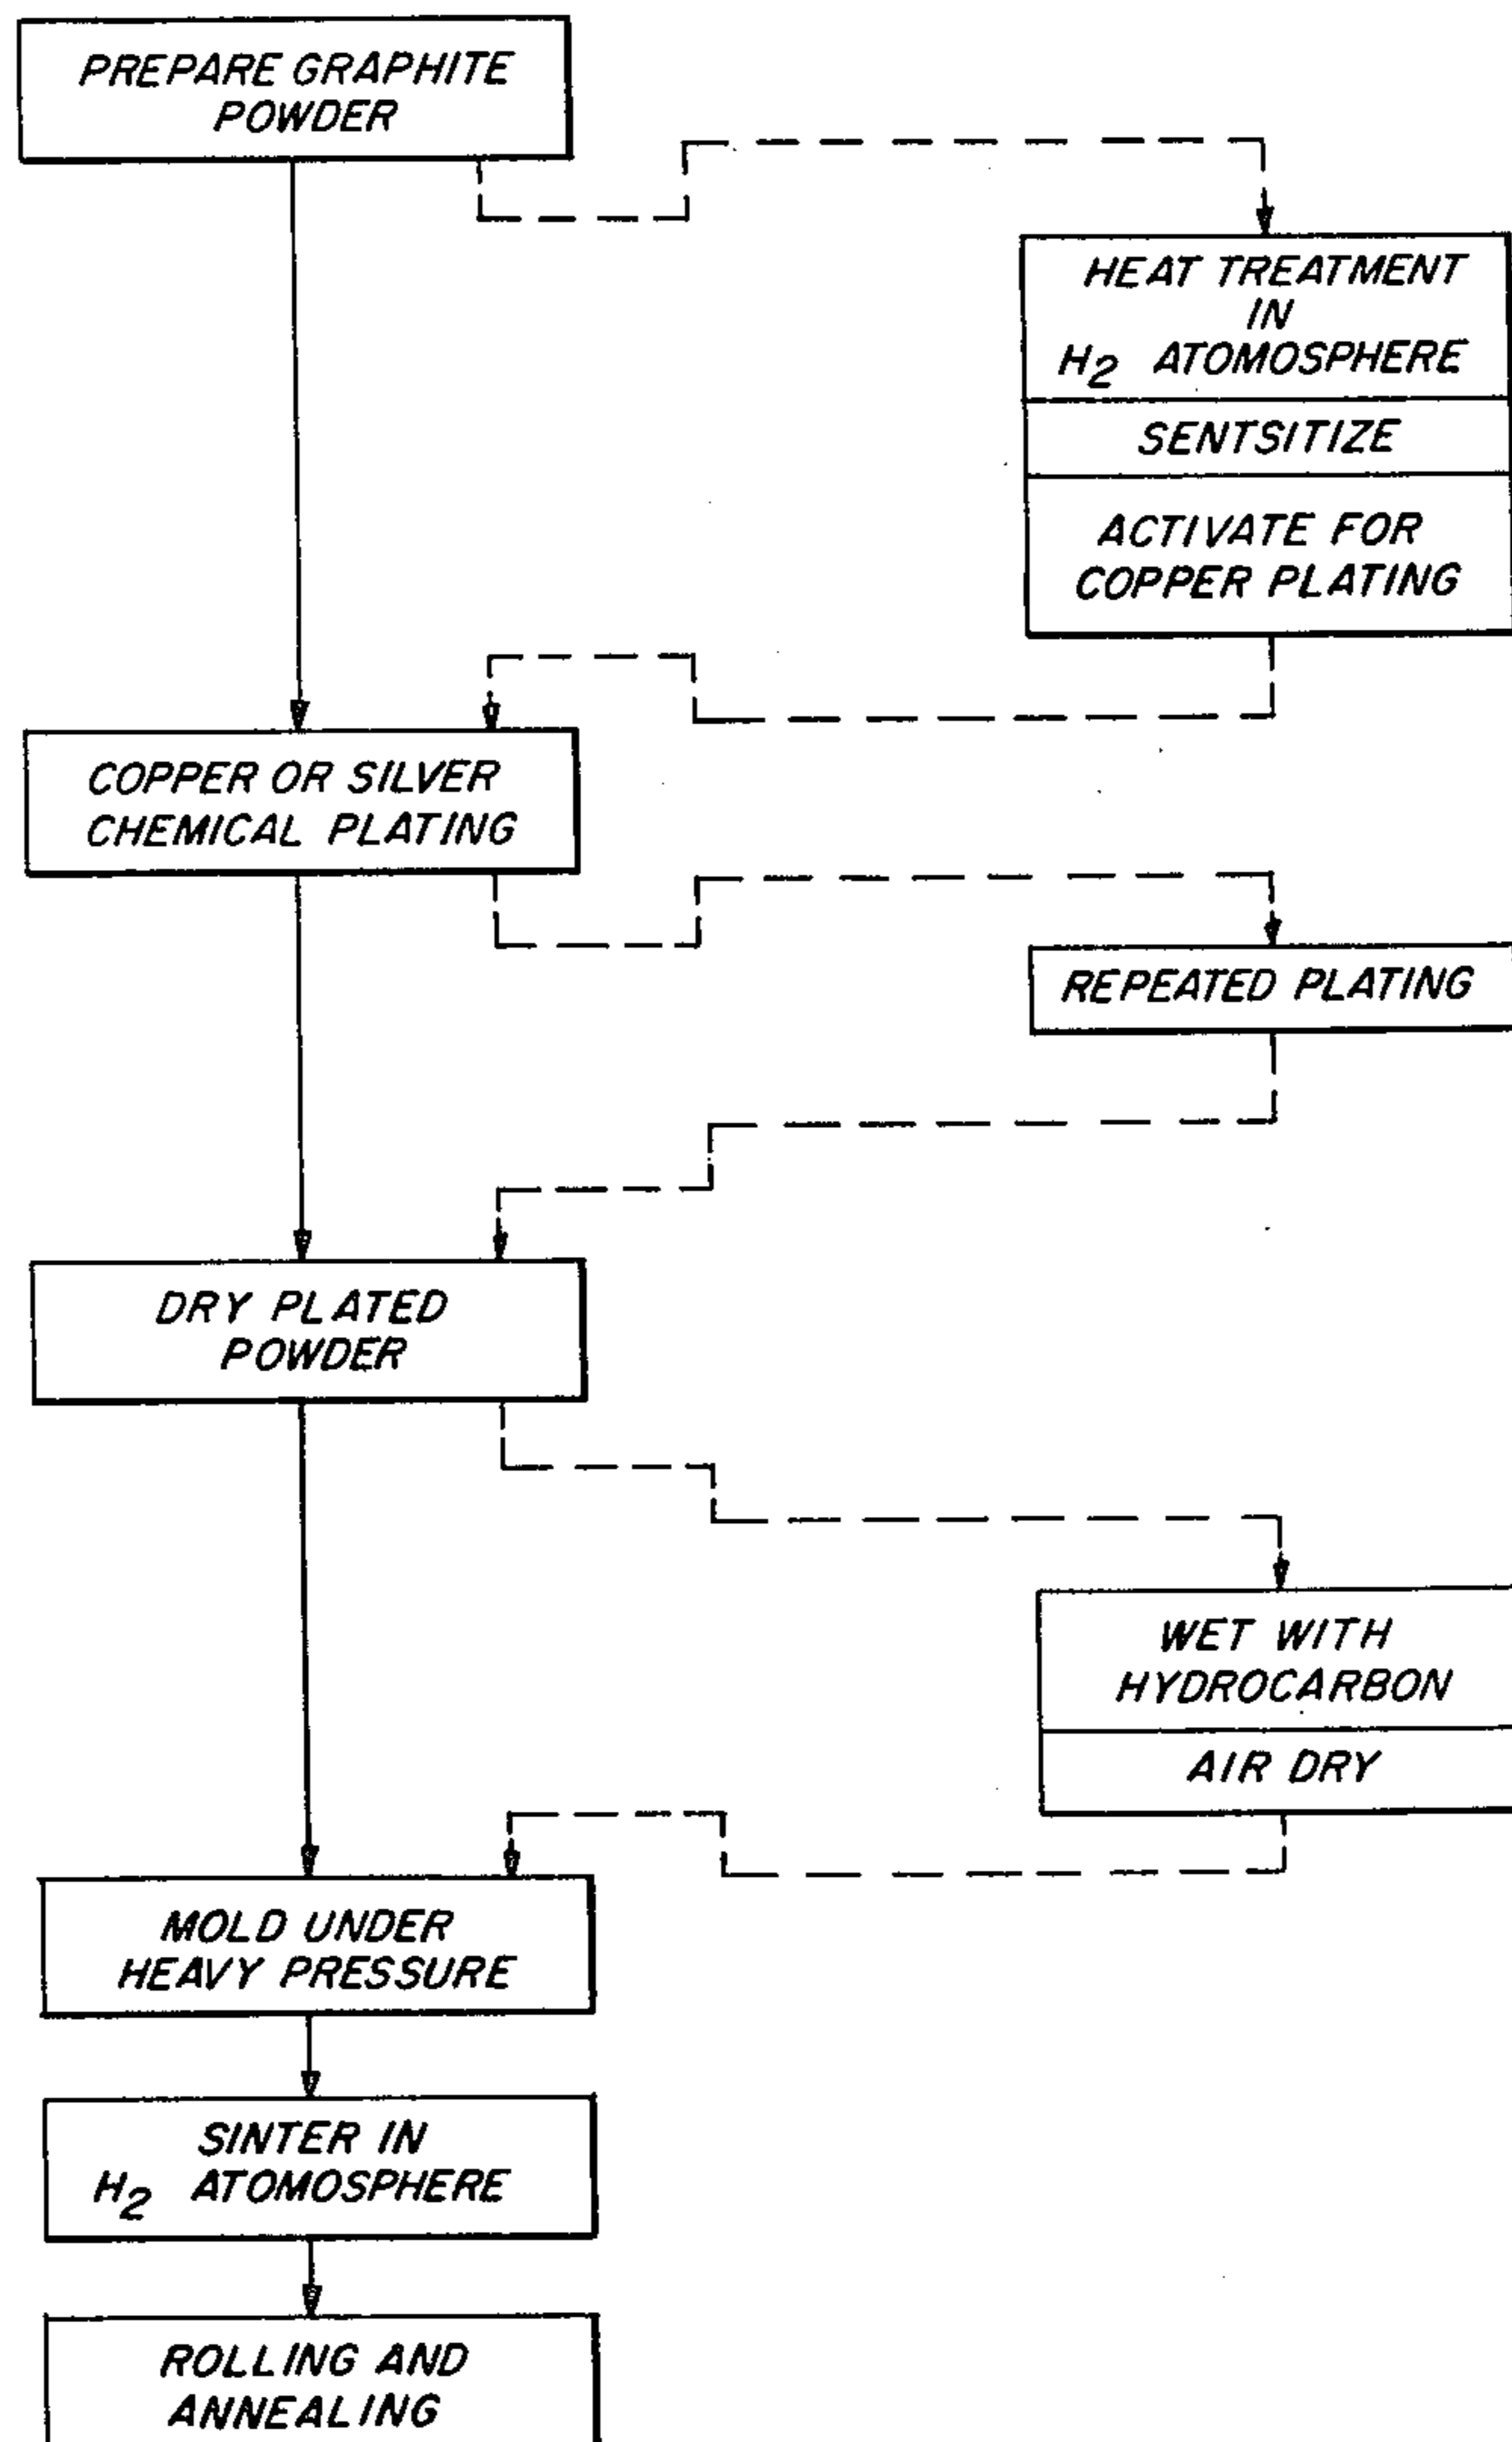 PREPARE GRAPHITE
POWDER
HEAT TREATMENT
IN
H2 ATOMOSPHERE
SENTSITIZE
ACTIVATE FOR
COPPER PLATING
COPPER OR SILVER
CHEMICAL PLATING
REPEATED PLATING
DRY PLATED
POWDER
WET WITH
HYDROCARBON
AIR DRY
MOLD UNDER
HEAVY PRESSURE
SINTER IN
H2 ATOMOSPHERE
ROLLING AND
ANNEALING